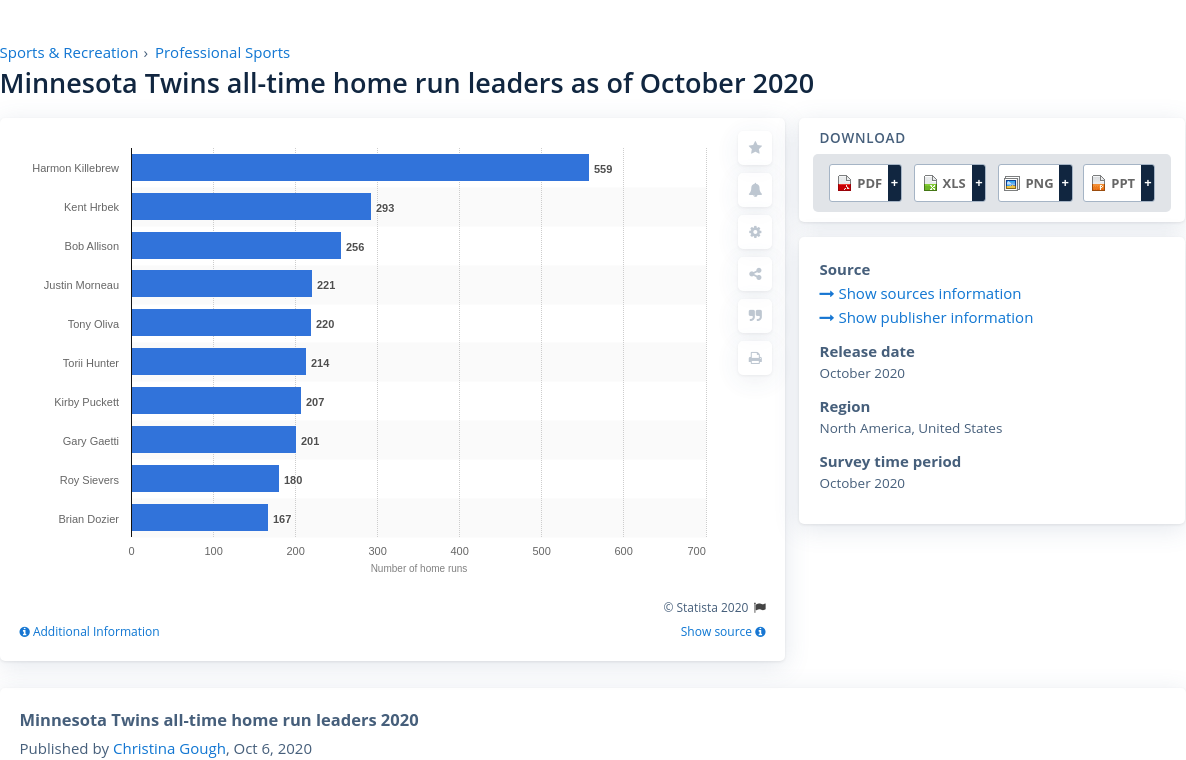 Sports & Recreation › Professional Sports
Minnesota Twins all-time home run leaders as of October 2020
Harmon Killebrew 559
Kent Hrbek 293
Bob Allison 256
Justin Morneau 221
Tony Oliva 220
Torii Hunter 214
Kirby Puckett 207
Gary Gaetti 201
Roy Sievers 180
Brian Dozier 167
0 100 200 300 400 500 600 700
Number of home runs
© Statista 2020
Additional Information
Show source
DOWNLOAD
PDF + XLS + PNG + PPT +
Source
Show sources information
Show publisher information
Release date
October 2020
Region
North America, United States
Survey time period
October 2020
Minnesota Twins all-time home run leaders 2020
Published by Christina Gough, Oct 6, 2020